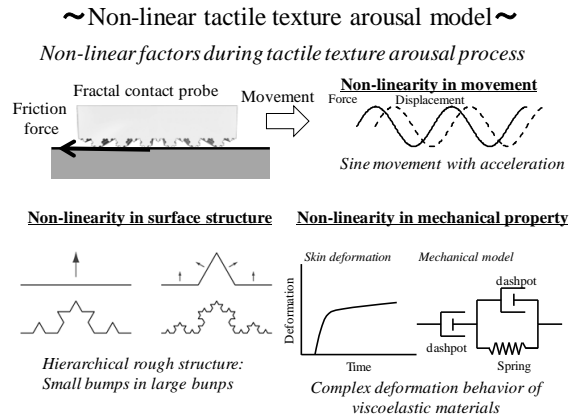 ～Non-linear tactile texture arousal model～
Non-linear factors during tactile texture arousal process
Fractal contact probe
Friction
force
Movement
Non-linearity in movement
Force
Displacement
Sine movement with acceleration
Non-linearity in surface structure
Hierarchical rough structure:
Small bumps in large bunps
Non-linearity in mechanical property
Skin deformation
Mechanical model
Deformation
Time
dashpot
dashpot
Spring
Complex deformation behavior of
viscoelastic materials